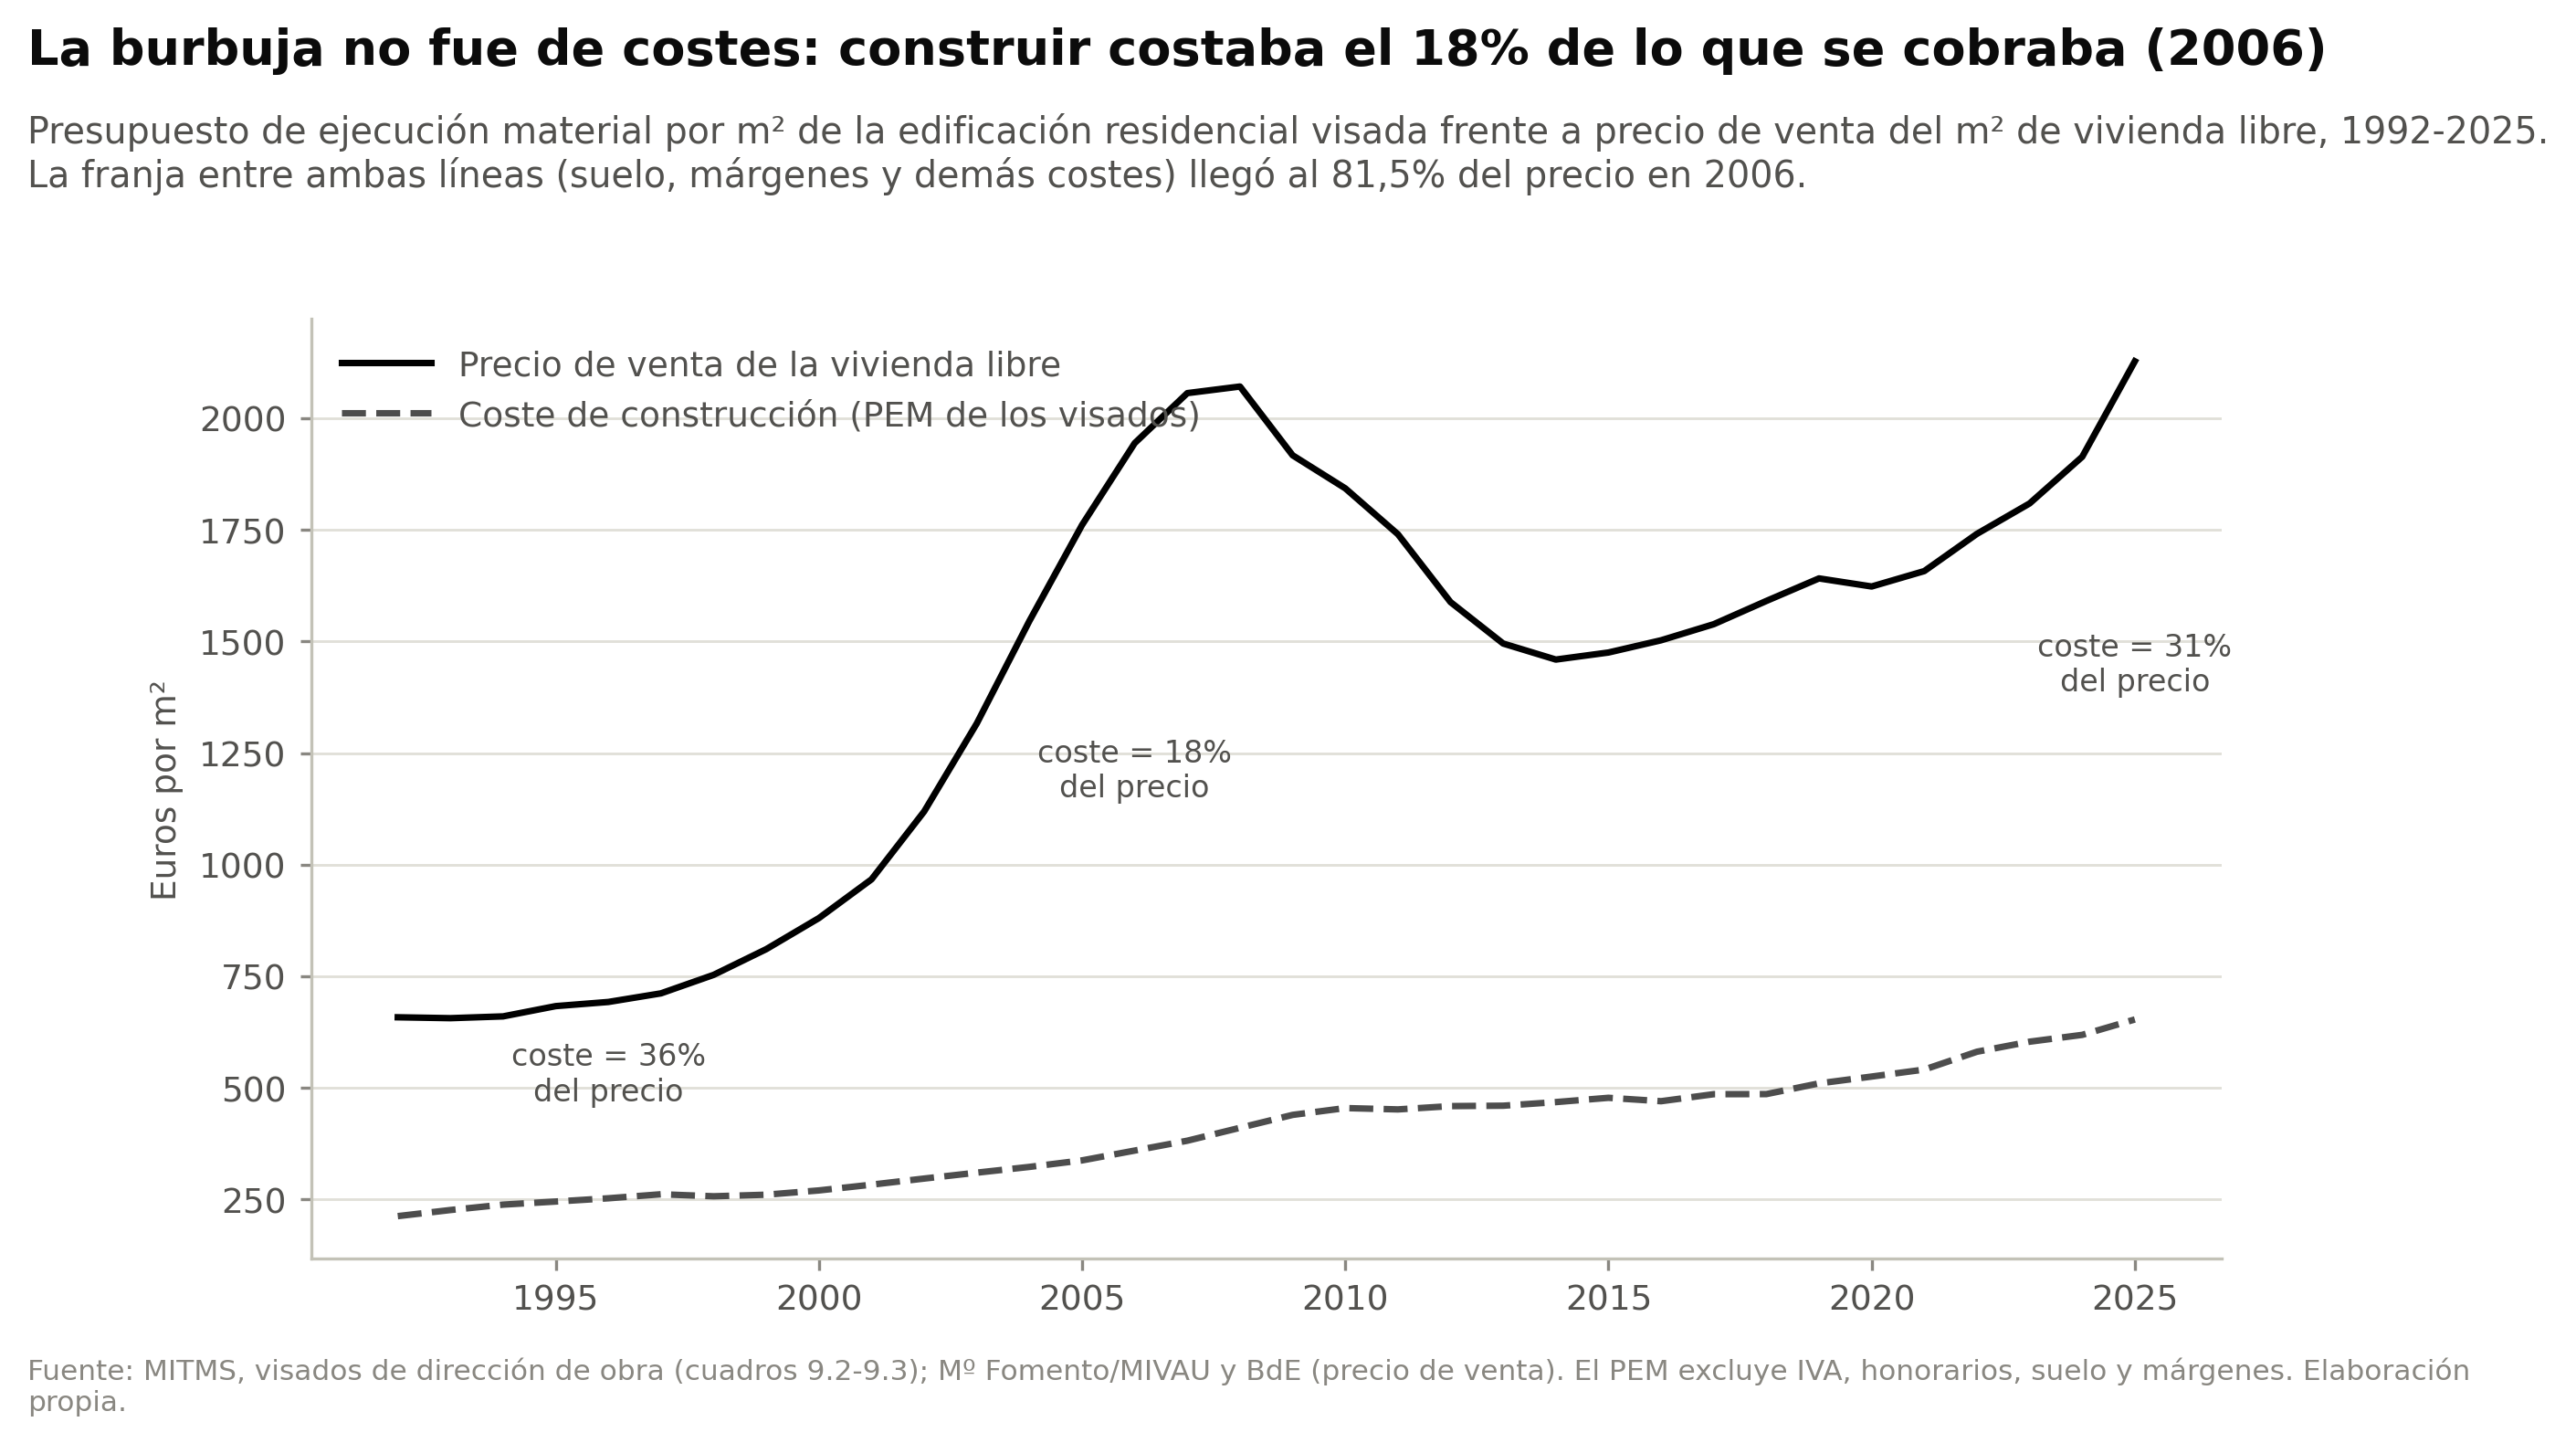 La burbuja no fue de costes: construir costaba el 18% de lo que se cobraba (2006)
Presupuesto de ejecución material por m² de la edificación residencial visada frente a precio de venta del m² de vivienda libre, 1992-2025.
La franja entre ambas líneas (suelo, márgenes y demás costes) llegó al 81,5% del precio en 2006.
Precio de venta de la vivienda libre
Coste de construcción (PEM de los visados)
2000
1750
1500
1250
1000
750
500
250
Euros por m²
coste = 31%
del precio
coste = 18%
del precio
coste = 36%
del precio
1995
2000
2005
2010
2015
2020
2025
Fuente: MITMS, visados de dirección de obra (cuadros 9.2-9.3); Mº Fomento/MIVAU y BdE (precio de venta). El PEM excluye IVA, honorarios, suelo y márgenes. Elaboración
propia.